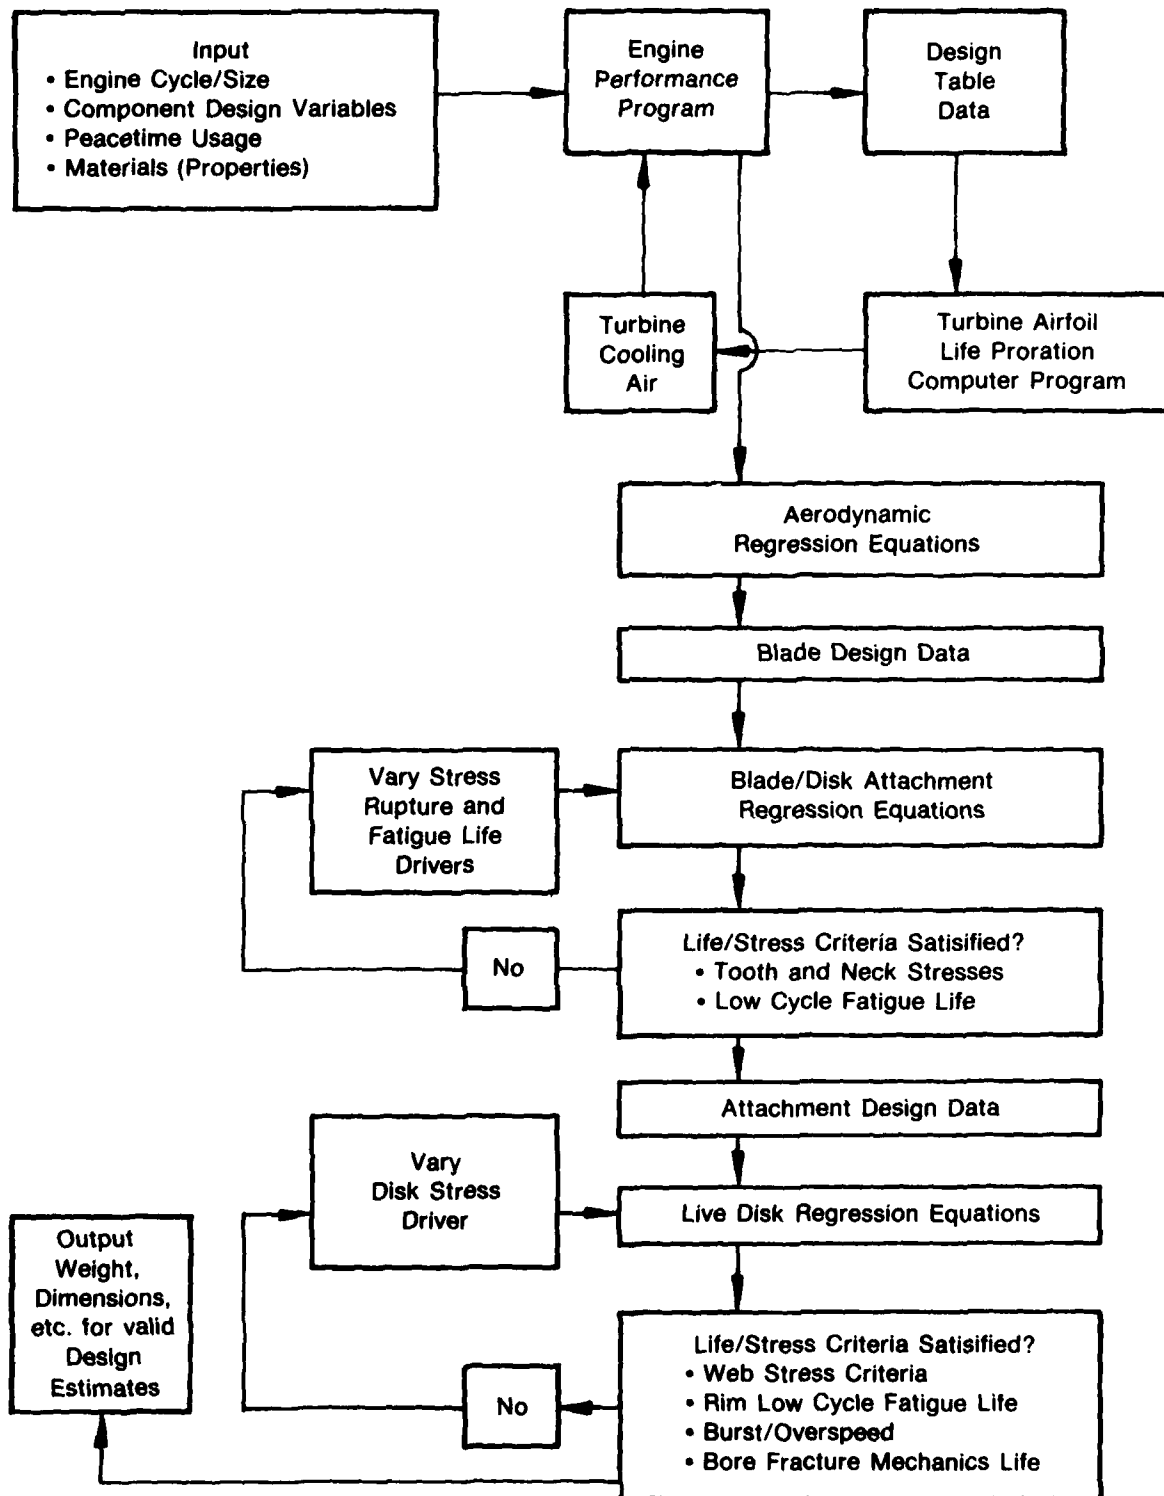 Input
• Engine Cycle/Size
• Component Design Variables
• Peacetime Usage
• Materials (Properties)
Engine
Performance
Program
Design
Table
Data
Turbine
Cooling
Air
Turbine Airfoil
Life Proration
Computer Program
Aerodynamic
Regression Equations
Blade Design Data
Vary Stress
Rupture and
Fatigue Life
Drivers
Blade/Disk Attachment
Regression Equations
No
Life/Stress Criteria Satisified?
• Tooth and Neck Stresses
• Low Cycle Fatigue Life
Attachment Design Data
Vary
Disk Stress
Driver
Live Disk Regression Equations
Output
Weight,
Dimensions,
etc. for valid
Design
Estimates
No
Life/Stress Criteria Satisified?
• Web Stress Criteria
• Rim Low Cycle Fatigue Life
• Burst/Overspeed
• Bore Fracture Mechanics Life